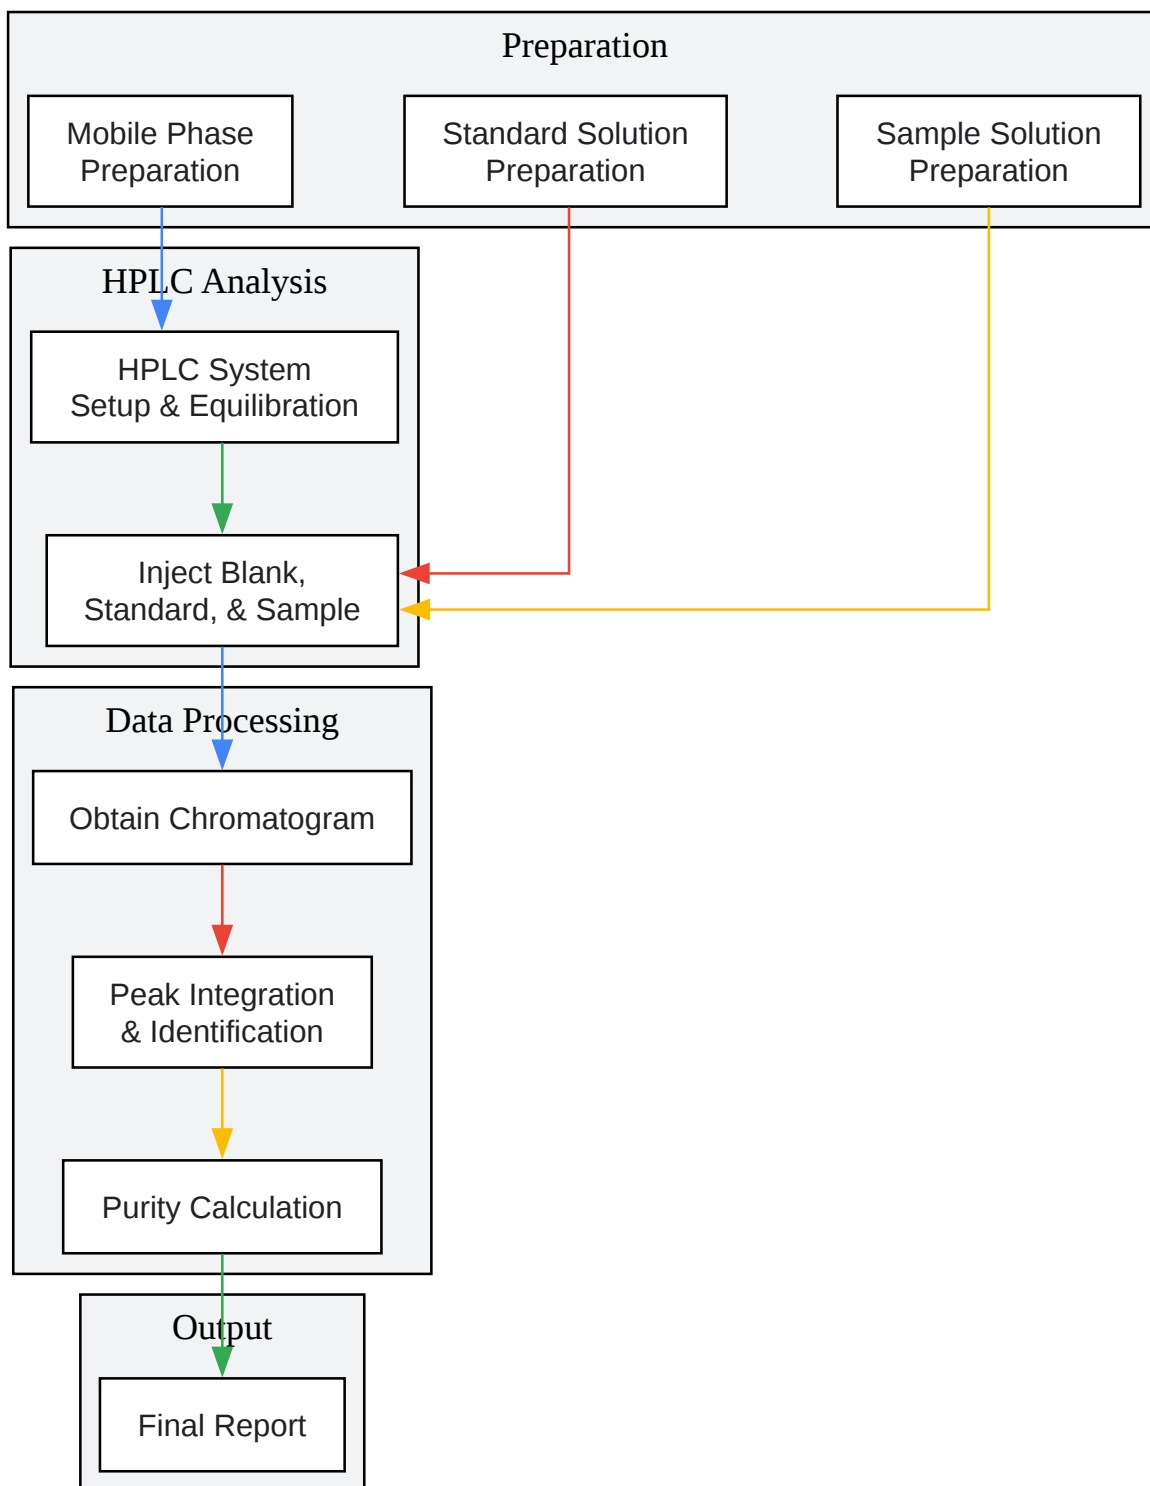 Preparation
Mobile Phase
Preparation
Standard Solution
Preparation
Sample Solution
Preparation
HPLC Analysis
HPLC System
Setup & Equilibration
Inject Blank,
Standard, & Sample
Data Processing
Obtain Chromatogram
Peak Integration
& Identification
Purity Calculation
Output
Final Report